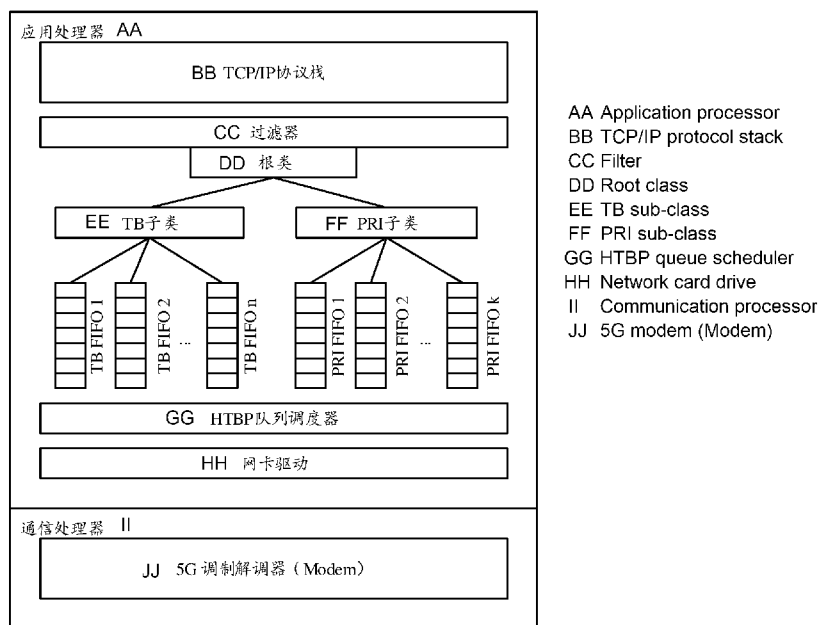 应用处理器 AA
BB TCP/IP协议栈
CC 过滤器
DD 根类
EE TB子类
FF PRI子类
TB FIFO 1
TB FIFO 2
...
TB FIFO n
PRI FIFO 1
PRI FIFO 2
...
PRI FIFO k
GG HTBP队列调度器
HH 网卡驱动
通信处理器 II
JJ 5G 调制解调器（Modem）
AA Application processor
BB TCP/IP protocol stack
CC Filter
DD Root class
EE TB sub-class
FF PRI sub-class
GG HTBP queue scheduler
HH Network card drive
II Communication processor
JJ 5G modem (Modem)